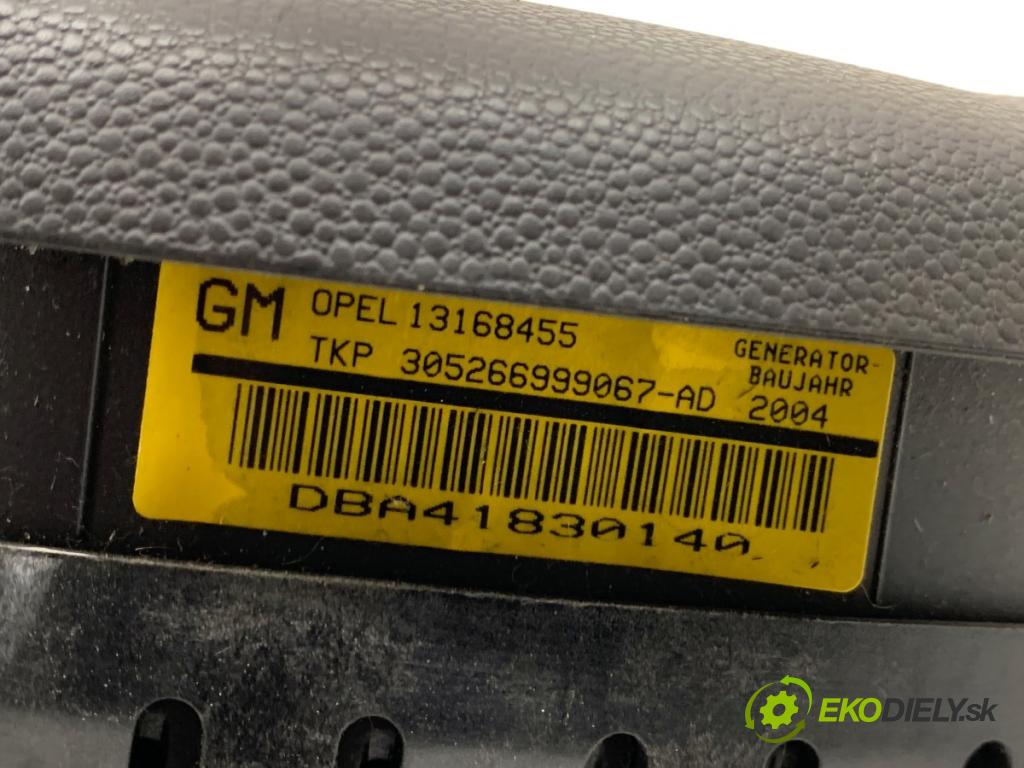 GM OPEL 13168455
TKP 305266999067-AD
GENERATOR-
BAUJAHR
2004
DBA41830140
EKODIELY.sk